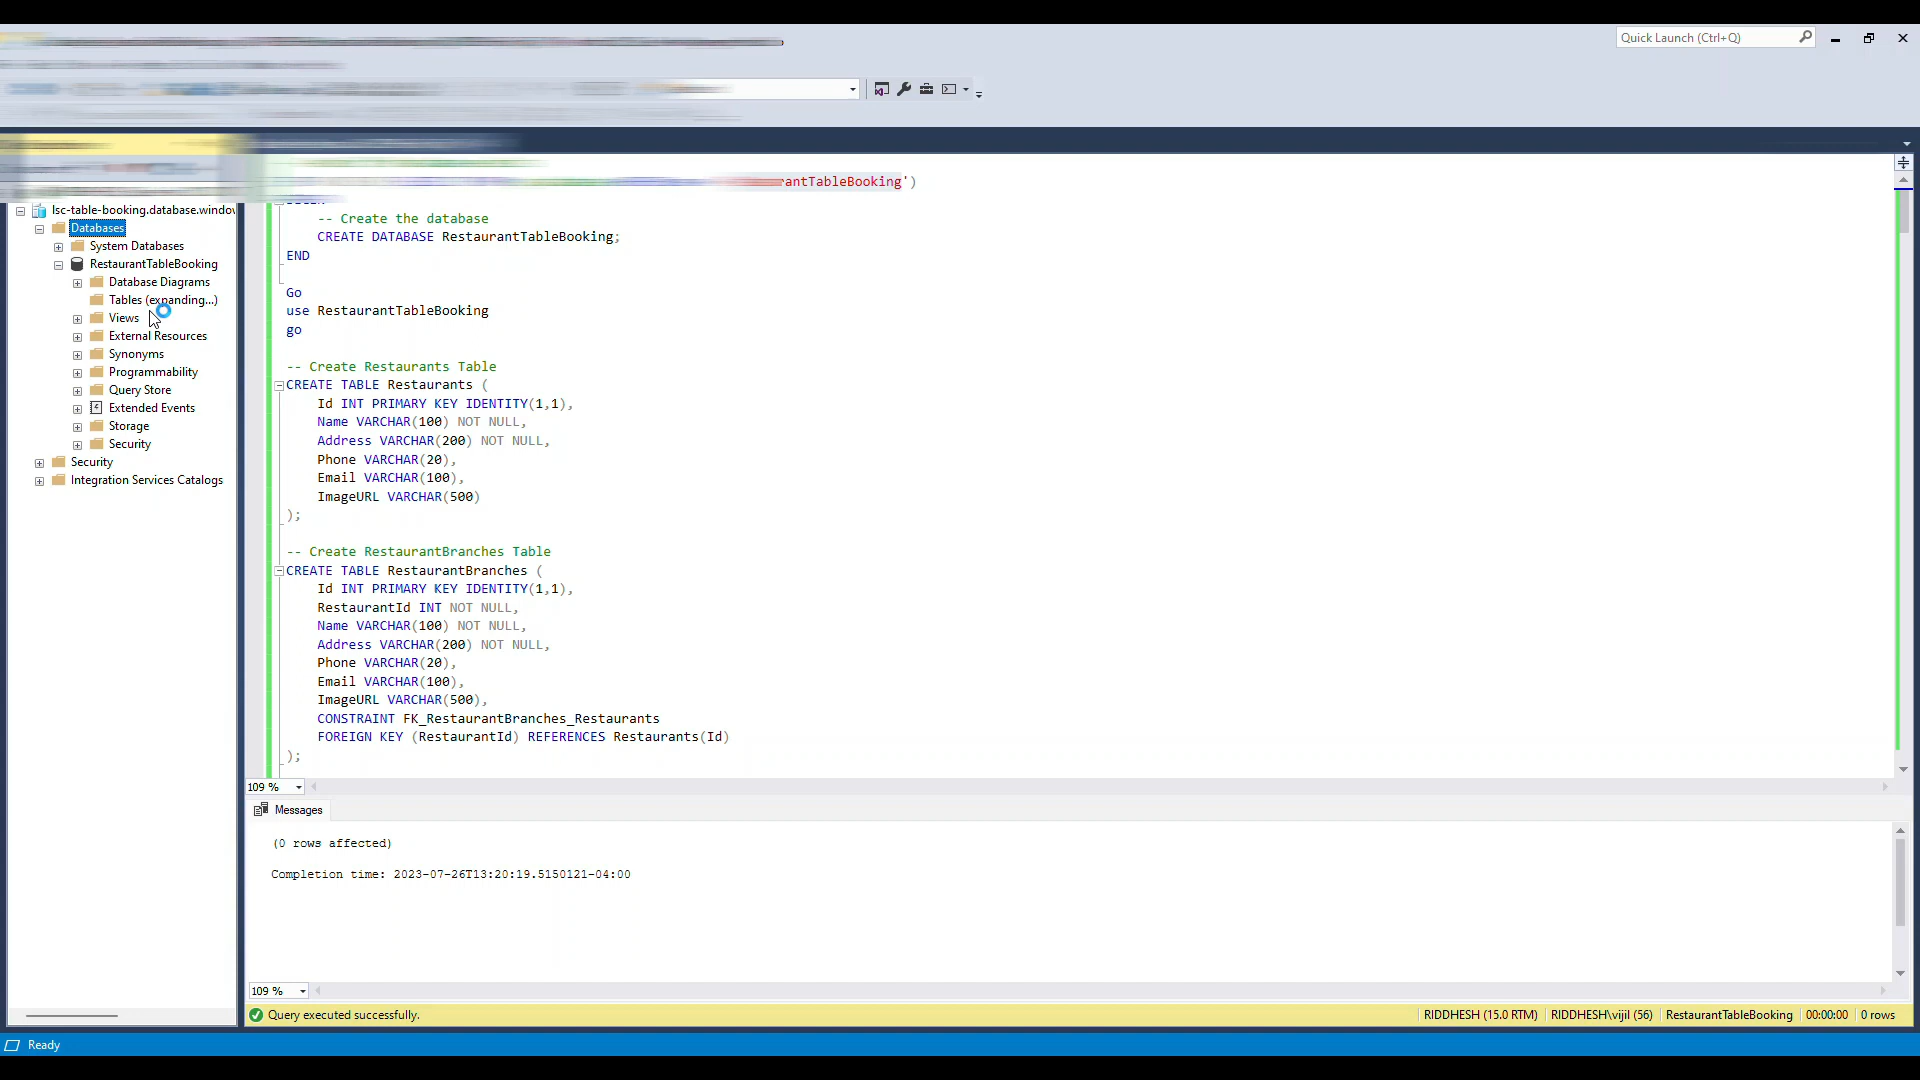 Quick Launch (Ctrl+Q)
rantTableBooking')
lsc-table-booking.database.window
Databases
System Databases
RestaurantTableBooking
Database Diagrams
Tables (expanding...)
Views
External Resources
Synonyms
Programmability
Query Store
Extended Events
Storage
Security
Security
Integration Services Catalogs
-- Create the database
CREATE DATABASE RestaurantTableBooking;
END
Go
use RestaurantTableBooking
go
-- Create Restaurants Table
CREATE TABLE Restaurants (
Id INT PRIMARY KEY IDENTITY(1,1),
Name VARCHAR(100) NOT NULL,
Address VARCHAR(200) NOT NULL,
Phone VARCHAR(20),
Email VARCHAR(100),
ImageURL VARCHAR(500)
);
-- Create RestaurantBranches Table
CREATE TABLE RestaurantBranches (
Id INT PRIMARY KEY IDENTITY(1,1),
RestaurantId INT NOT NULL,
Name VARCHAR(100) NOT NULL,
Address VARCHAR(200) NOT NULL,
Phone VARCHAR(20),
Email VARCHAR(100),
ImageURL VARCHAR(500),
CONSTRAINT FK_RestaurantBranches_Restaurants
FOREIGN KEY (RestaurantId) REFERENCES Restaurants(Id)
);
109 %
Messages
(0 rows affected)
Completion time: 2023-07-26T13:20:19.5150121-04:00
109 %
Query executed successfully.
RIDDHESH (15.0 RTM)
RIDDHESH\vijil (56)
RestaurantTableBooking
00:00:00
0 rows
Ready